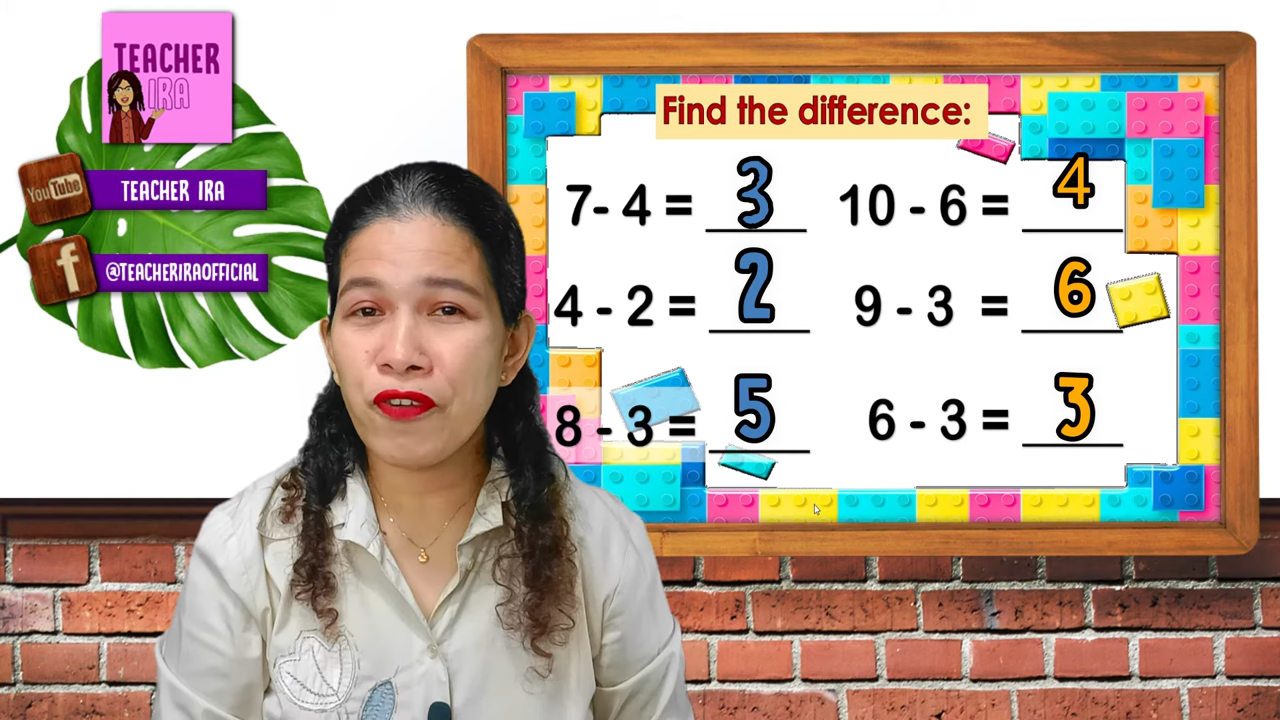 TEACHER
IRA
YouTube
TEACHER IRA
f
@TEACHERIRAOFFICIAL
Find the difference:
7- 4 = 3
10 - 6 = 4
4 - 2 = 2
9 - 3 = 6
8 - 3 = 5
6 - 3 = 3